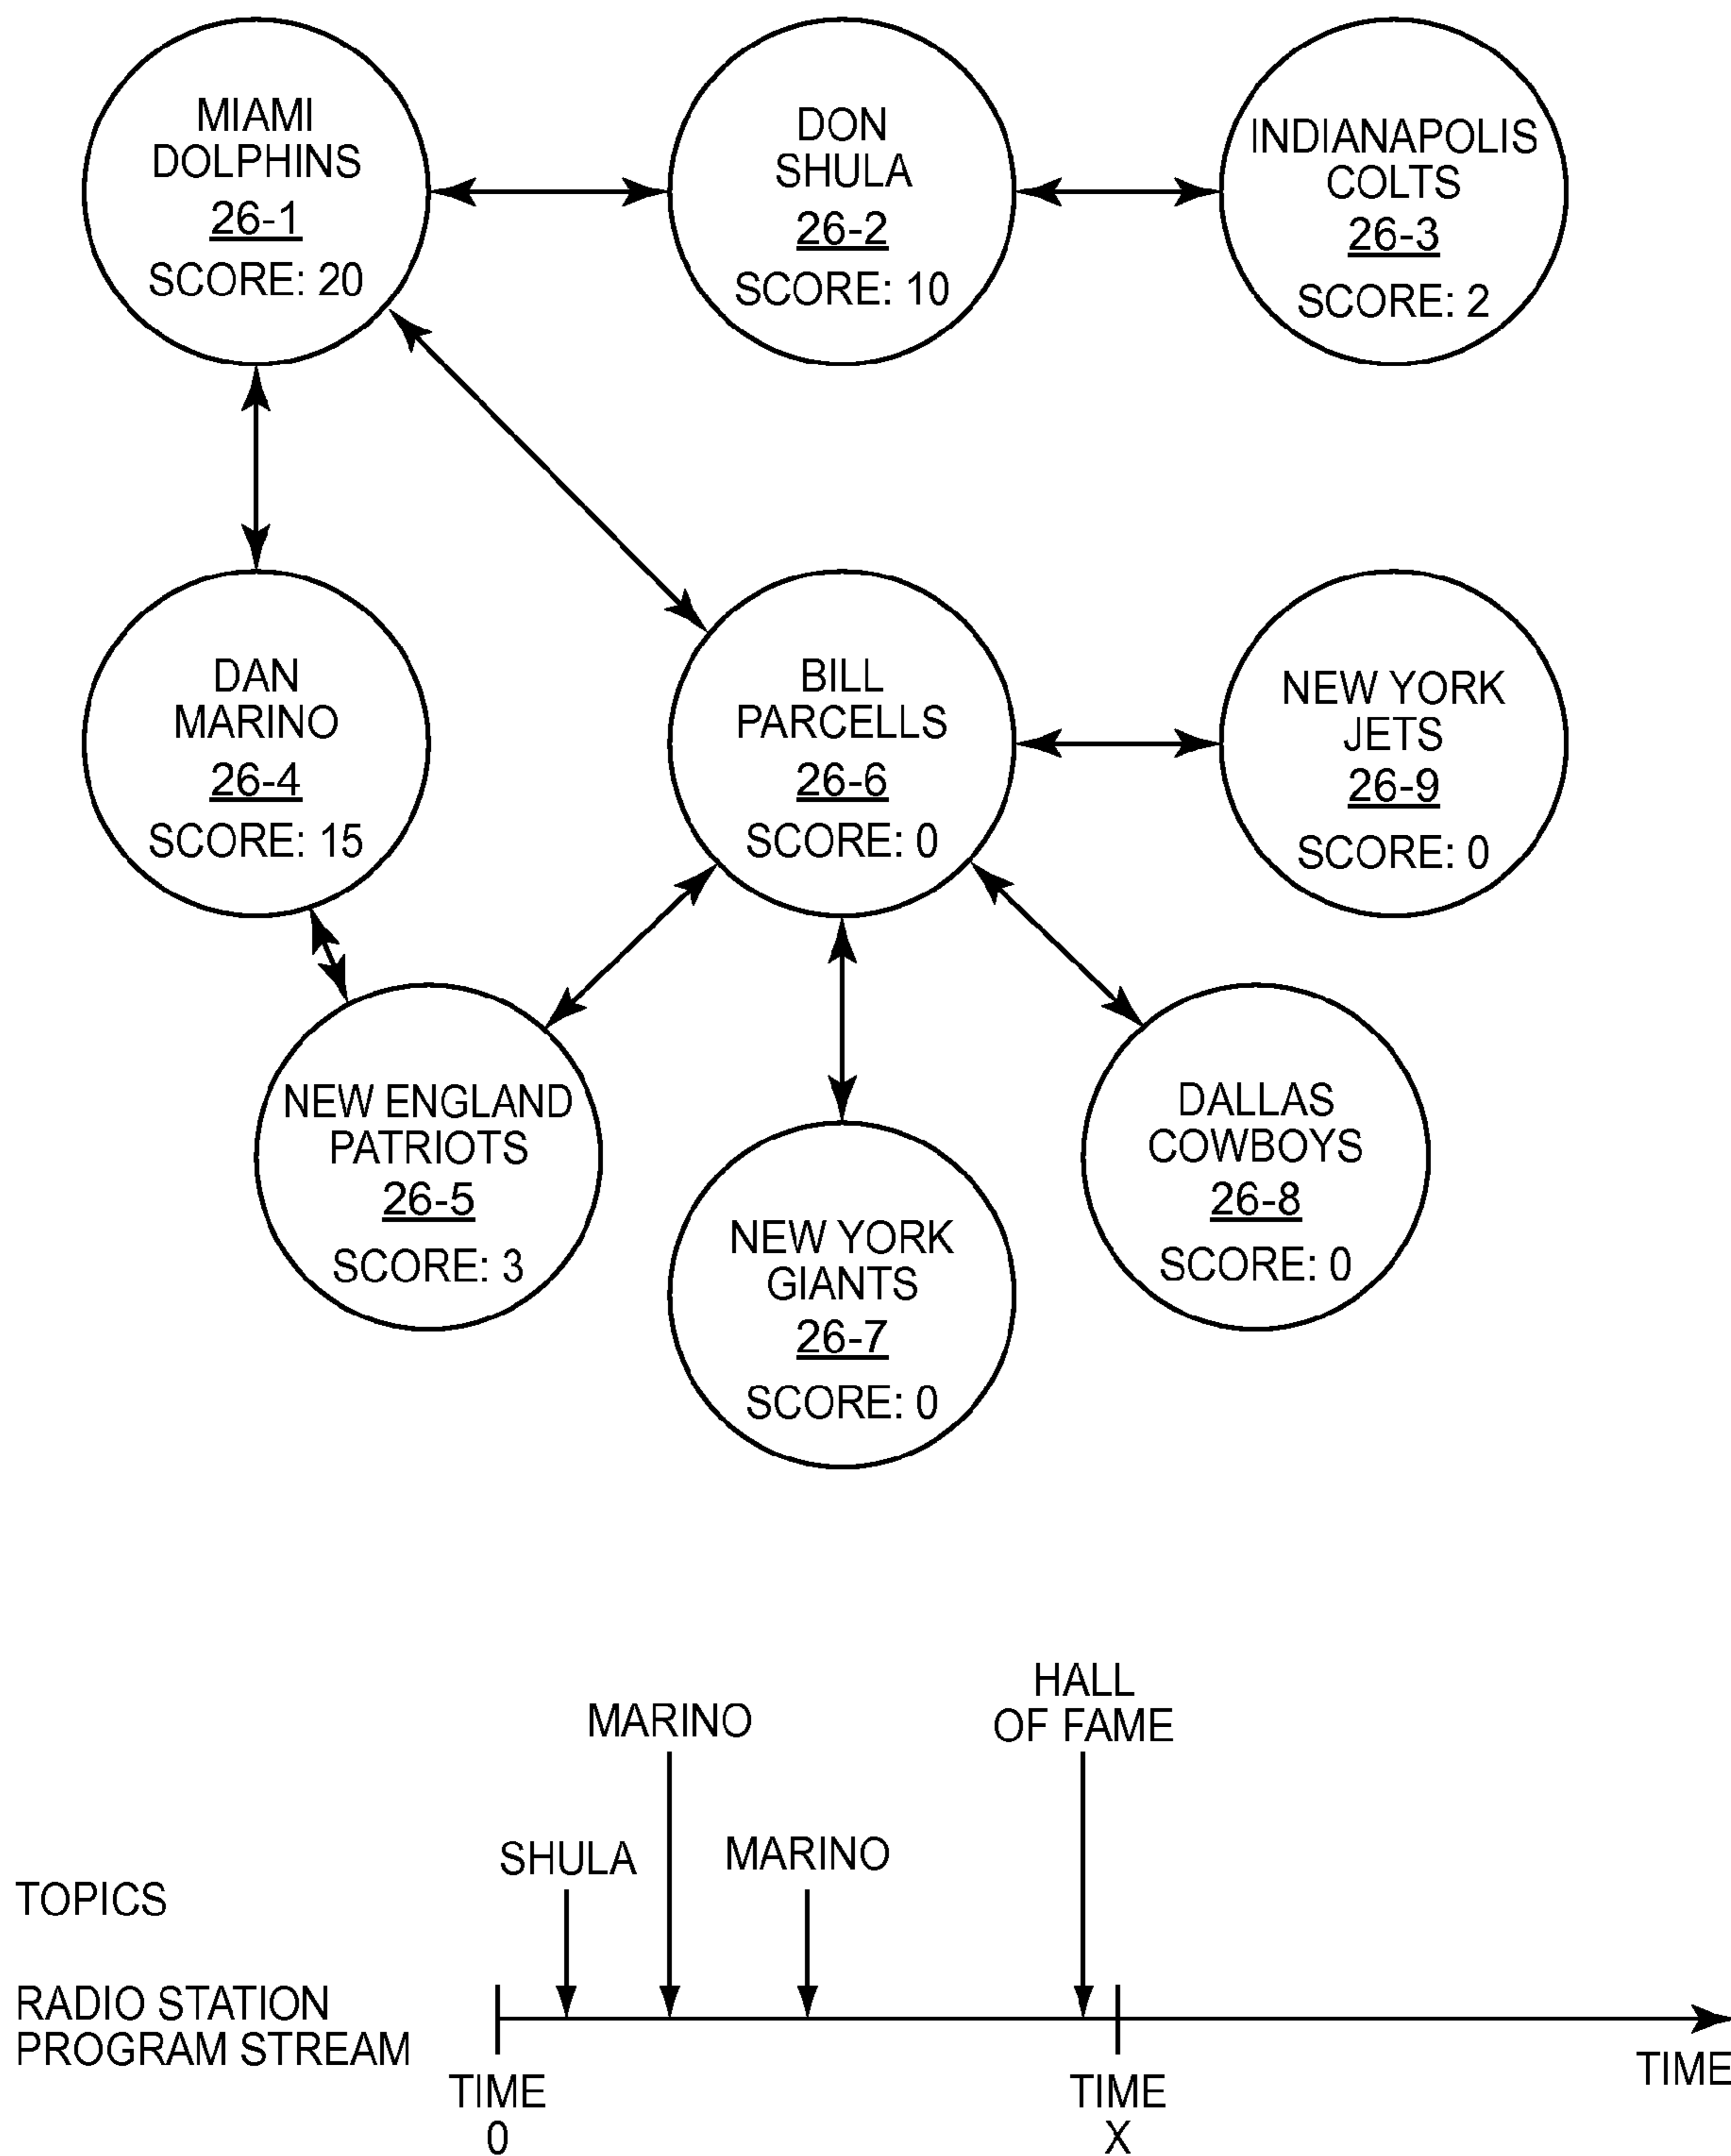 MIAMI
DOLPHINS
26-1
SCORE: 20
DON
SHULA
26-2
SCORE: 10
INDIANAPOLIS
COLTS
26-3
SCORE: 2
DAN
MARINO
26-4
SCORE: 15
BILL
PARCELLS
26-6
SCORE: 0
NEW YORK
JETS
26-9
SCORE: 0
NEW ENGLAND
PATRIOTS
26-5
SCORE: 3
NEW YORK
GIANTS
26-7
SCORE: 0
DALLAS
COWBOYS
26-8
SCORE: 0
TOPICS
SHULA
MARINO
MARINO
HALL
OF FAME
RADIO STATION
PROGRAM STREAM
TIME
0
TIME
X
TIME